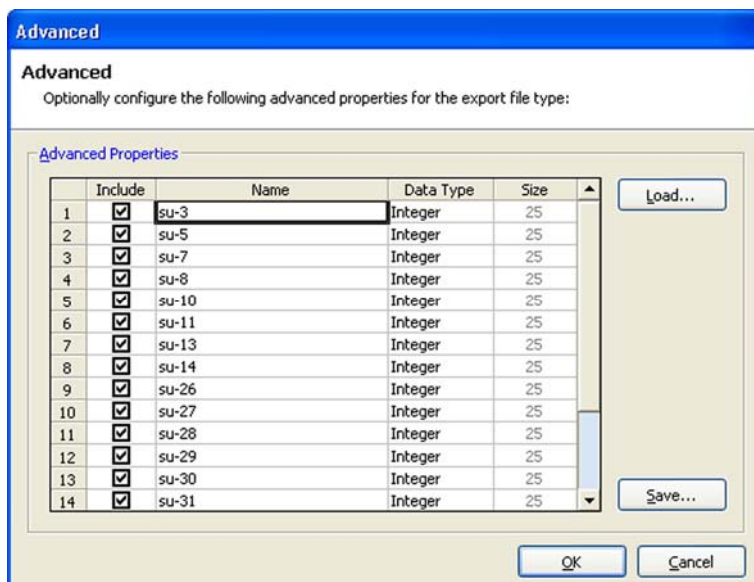 Advanced
Advanced
Optionally configure the following advanced properties for the export file type:
Advanced Properties
Include Name Data Type Size
Load...
1 su-3 Integer 25
2 su-5 Integer 25
3 su-7 Integer 25
4 su-8 Integer 25
5 su-10 Integer 25
6 su-11 Integer 25
7 su-13 Integer 25
8 su-14 Integer 25
9 su-26 Integer 25
10 su-27 Integer 25
11 su-28 Integer 25
12 su-29 Integer 25
13 su-30 Integer 25
14 su-31 Integer 25
Save...
OK Cancel